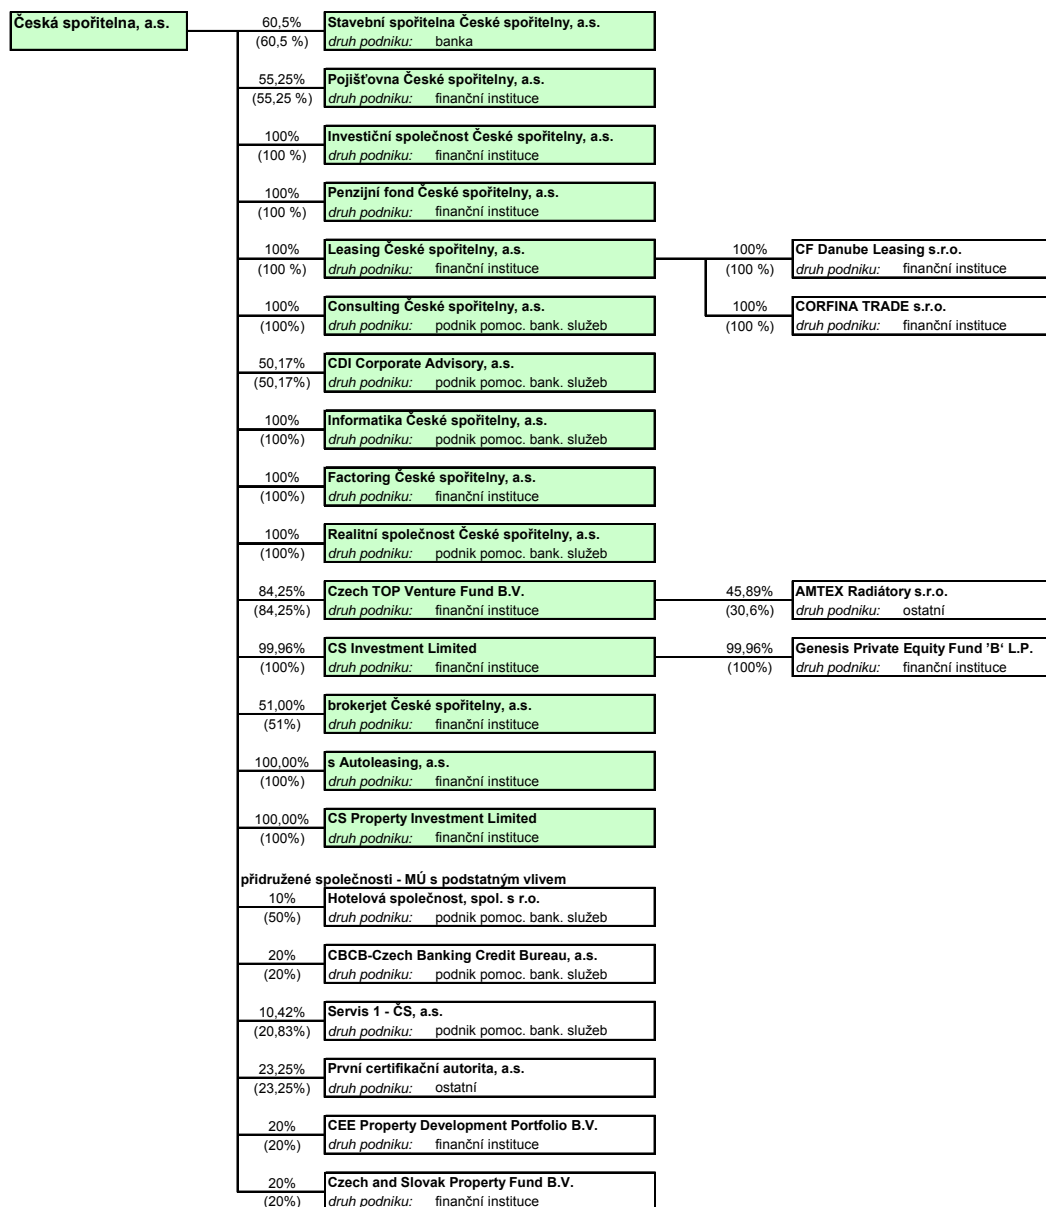 Česká spořitelna, a.s.
60,5% Stavební spořitelna České spořitelny, a.s.
(60,5 %) druh podniku: banka
55,25% Pojišťovna České spořitelny, a.s.
(55,25 %) druh podniku: finanční instituce
100% Investiční společnost České spořitelny, a.s.
(100 %) druh podniku: finanční instituce
100% Penzijní fond České spořitelny, a.s.
(100 %) druh podniku: finanční instituce
100% Leasing České spořitelny, a.s. 100% CF Danube Leasing s.r.o.
(100 %) druh podniku: finanční instituce (100 %) druh podniku: finanční instituce
100% Consulting České spořitelny, a.s. 100% CORFINA TRADE s.r.o.
(100%) druh podniku: podnik pomoc. bank. služeb (100 %) druh podniku: finanční instituce
50,17% CDI Corporate Advisory, a.s.
(50,17%) druh podniku: podnik pomoc. bank. služeb
100% Informatika České spořitelny, a.s.
(100%) druh podniku: podnik pomoc. bank. služeb
100% Factoring České spořitelny, a.s.
(100%) druh podniku: finanční instituce
100% Realitní společnost České spořitelny, a.s.
(100%) druh podniku: podnik pomoc. bank. služeb
84,25% Czech TOP Venture Fund B.V. 45,89% AMTEX Radiátory s.r.o.
(84,25%) druh podniku: finanční instituce (30,6%) druh podniku: ostatní
99,96% CS Investment Limited 99,96% Genesis Private Equity Fund ’B‘ L.P.
(100%) druh podniku: finanční instituce (100%) druh podniku: finanční instituce
51,00% brokerjet České spořitelny, a.s.
(51%) druh podniku: finanční instituce
100,00% s Autoleasing, a.s.
(100%) druh podniku: finanční instituce
100,00% CS Property Investment Limited
(100%) druh podniku: finanční instituce
přidružené společnosti - MÚ s podstatným vlivem
10% Hotelová společnost, spol. s r.o.
(50%) druh podniku: podnik pomoc. bank. služeb
20% CBCB-Czech Banking Credit Bureau, a.s.
(20%) druh podniku: podnik pomoc. bank. služeb
10,42% Servis 1 - ČS, a.s.
(20,83%) druh podniku: podnik pomoc. bank. služeb
23,25% První certifikační autorita, a.s.
(23,25%) druh podniku: ostatní
20% CEE Property Development Portfolio B.V.
(20%) druh podniku: finanční instituce
20% Czech and Slovak Property Fund B.V.
(20%) druh podniku: finanční instituce